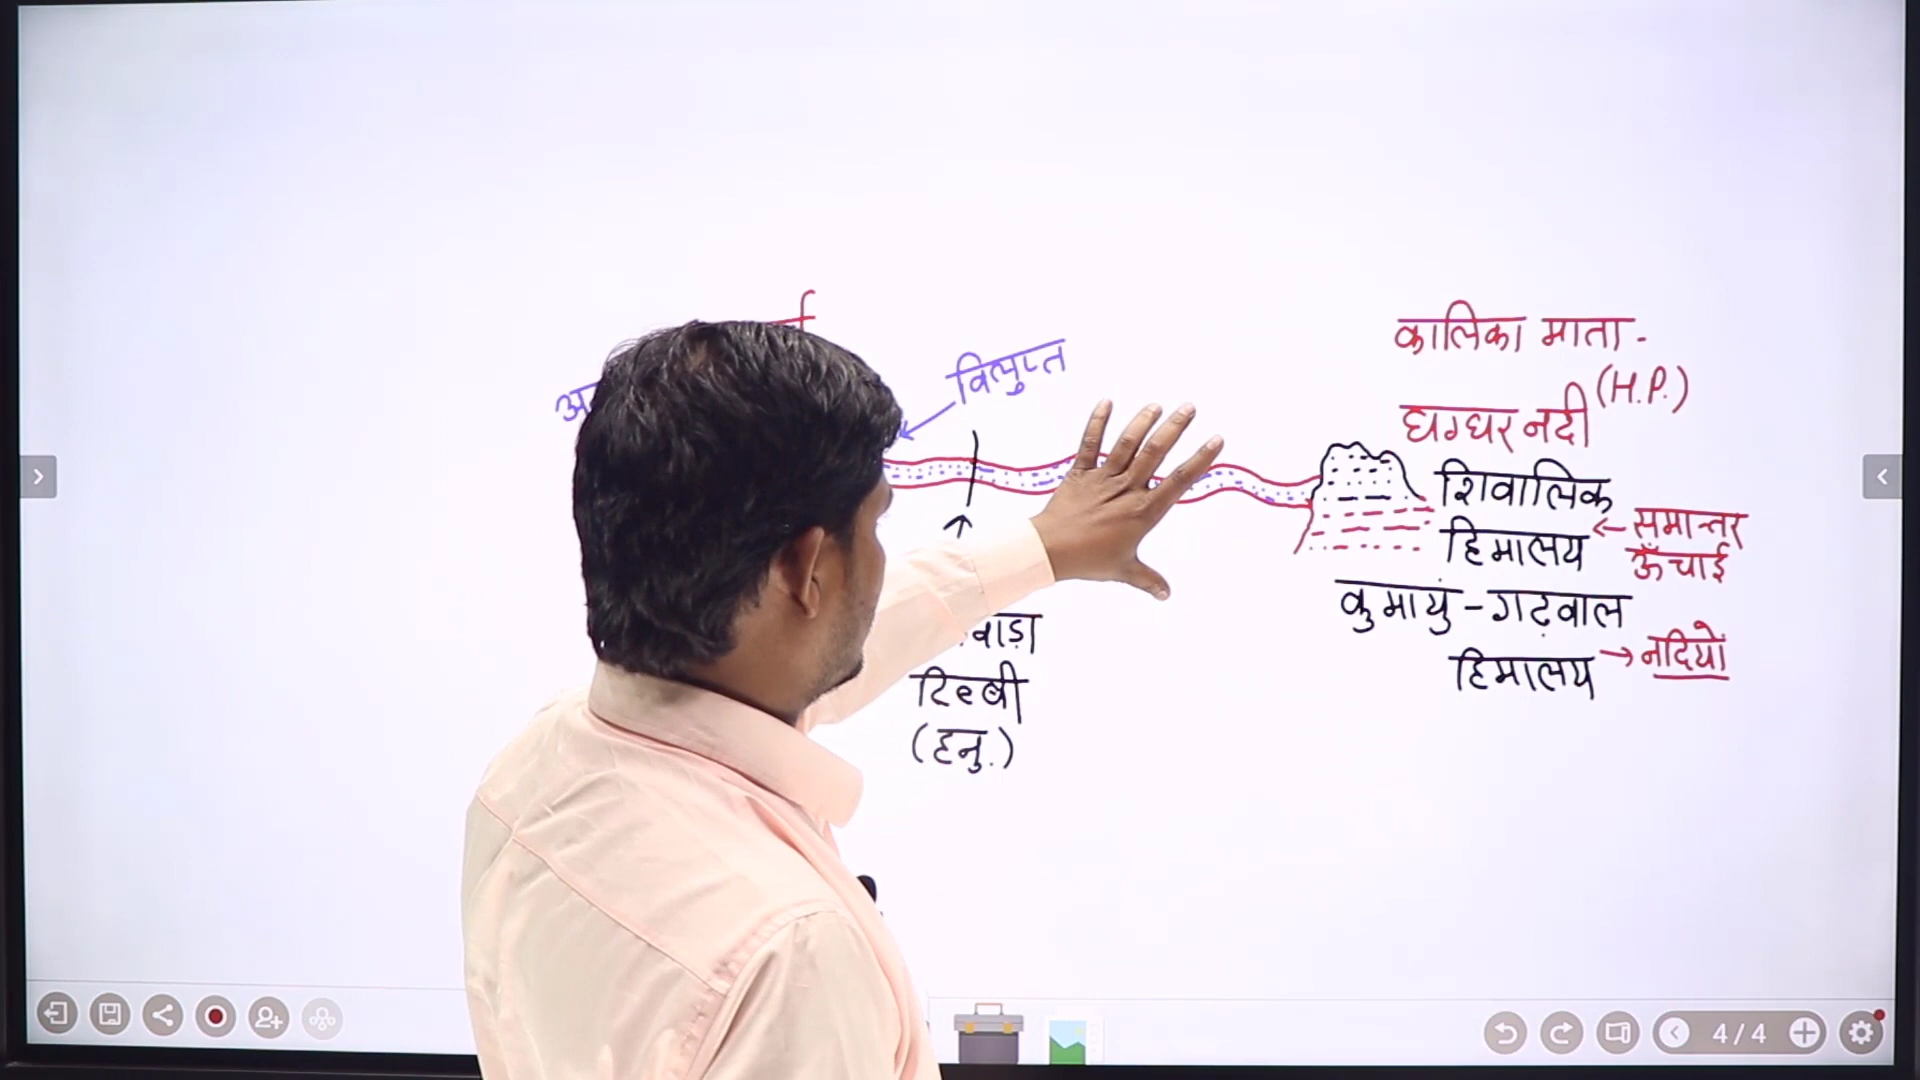 विलुप्त
कालिका माता -
(H.P.)
घग्घर नदी
शिवालिक
हिमालय ← समान्तर
ऊँचाई
कुमायुं - गढ़वाल
हिमालय → नदियों
टिब्बी
(हनु.)
4/4